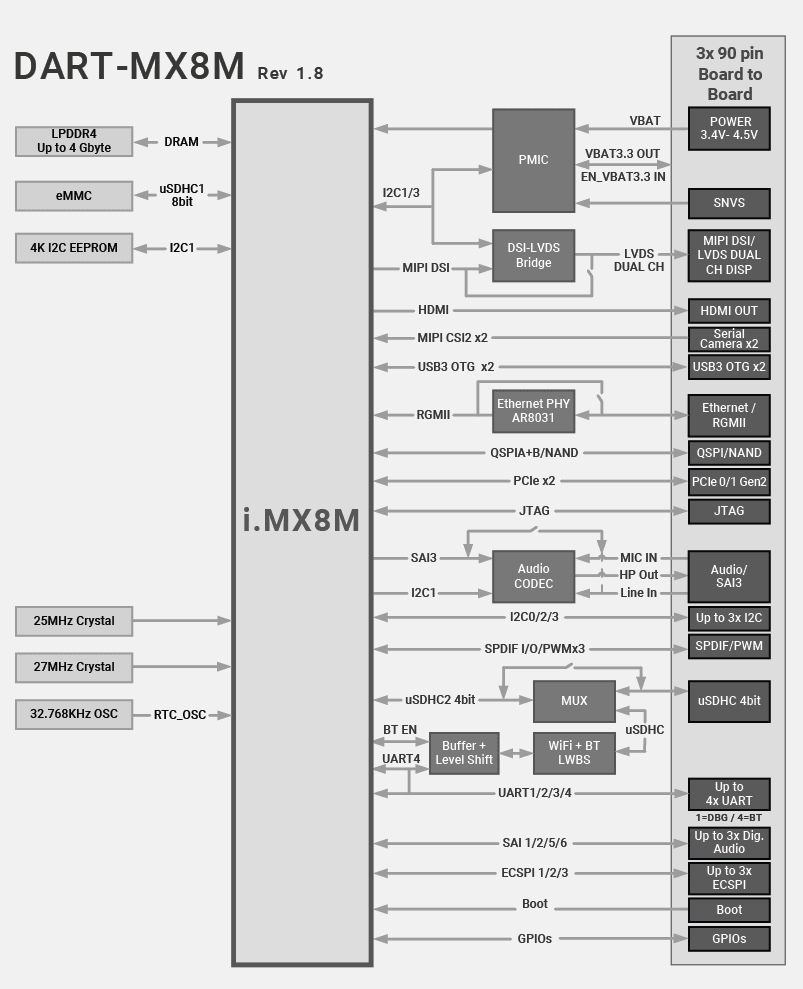 DART-MX8M Rev 1.8
3x 90 pin
Board to
Board
LPDDR4
Up to 4 Gbyte
DRAM
eMMC
uSDHC1
8bit
4K I2C EEPROM
I2C1
25MHz Crystal
27MHz Crystal
32.768KHz OSC
RTC_OSC
i.MX8M
PMIC
VBAT
POWER
3.4V- 4.5V
VBAT3.3 OUT
EN_VBAT3.3 IN
SNVS
I2C1/3
DSI-LVDS
Bridge
MIPI DSI
LVDS
DUAL CH
MIPI DSI/
LVDS DUAL
CH DISP
HDMI
HDMI OUT
MIPI CSI2 x2
Serial
Camera x2
USB3 OTG x2
USB3 OTG x2
RGMII
Ethernet PHY
AR8031
Ethernet /
RGMII
QSPIA+B/NAND
QSPI/NAND
PCIe x2
PCIe 0/1 Gen2
JTAG
JTAG
SAI3
I2C1
Audio
CODEC
MIC IN
HP Out
Line In
Audio/
SAI3
I2C0/2/3
Up to 3x I2C
SPDIF I/O/PWMx3
SPDIF/PWM
uSDHC2 4bit
MUX
uSDHC 4bit
uSDHC
BT EN
UART4
Buffer +
Level Shift
WiFi + BT
LWBS
UART1/2/3/4
Up to
4x UART
1=DBG / 4=BT
SAI 1/2/5/6
Up to 3x Dig.
Audio
ECSPI 1/2/3
Up to 3x
ECSPI
Boot
Boot
GPIOs
GPIOs